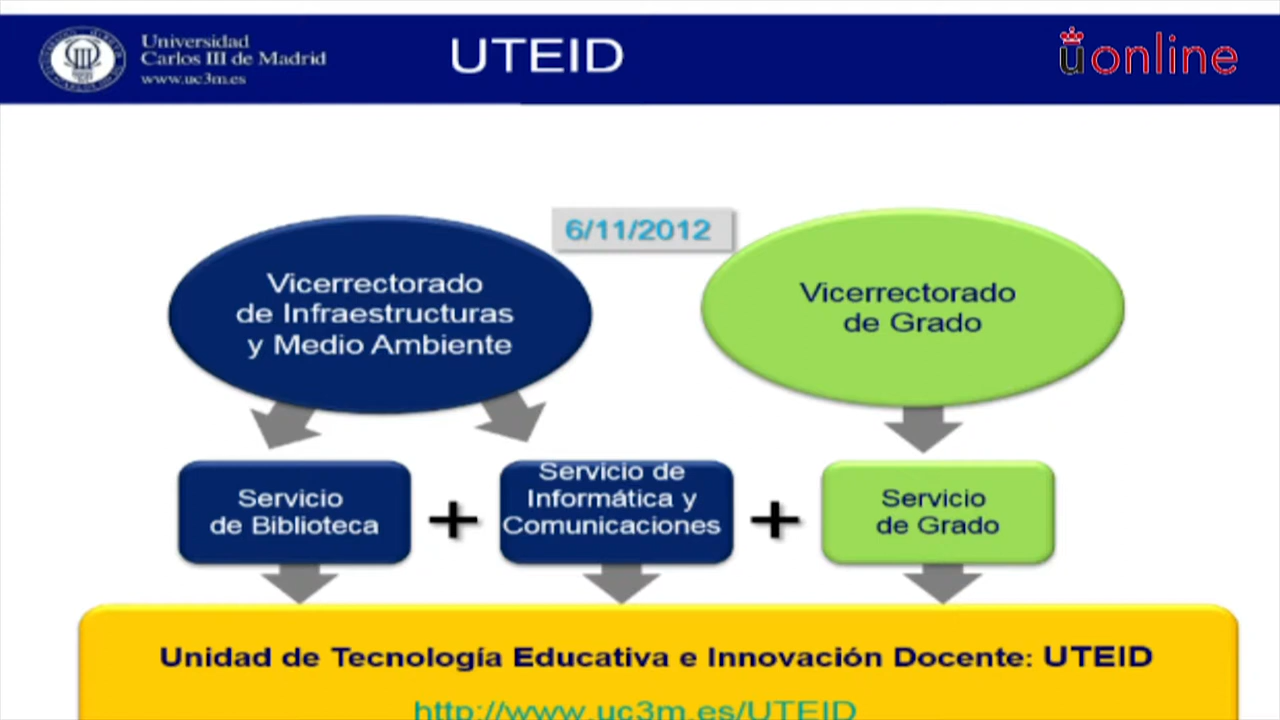 Universidad
Carlos III de Madrid
www.uc3m.es
UTEID
uonline
6/11/2012
Vicerrectorado
de Infraestructuras
y Medio Ambiente
Vicerrectorado
de Grado
Servicio
de Biblioteca
+
Servicio de
Informática y
Comunicaciones
+
Servicio
de Grado
Unidad de Tecnología Educativa e Innovación Docente: UTEID
http://www.uc3m.es/UTEID